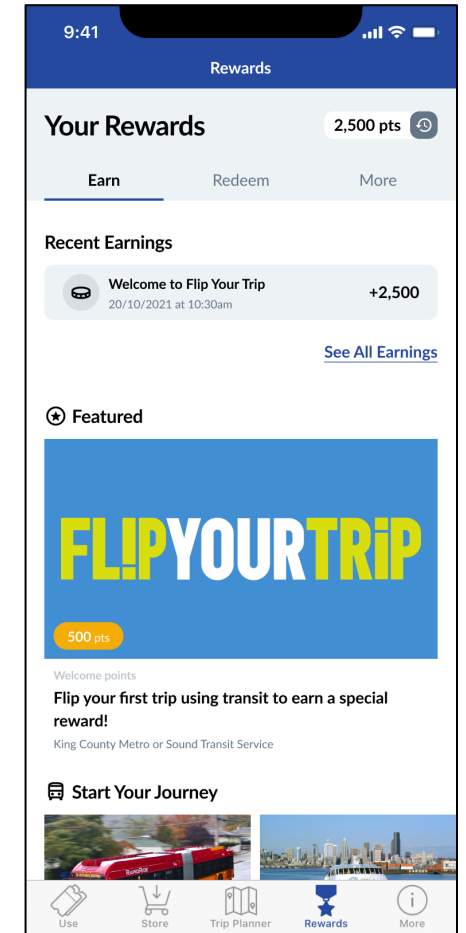 9:41
Rewards
Your Rewards
2,500 pts
Earn Redeem More
Recent Earnings
Welcome to Flip Your Trip
20/10/2021 at 10:30am
+2,500
See All Earnings
Featured
FL!PYOURTRiP
500 pts
Welcome points
Flip your first trip using transit to earn a special
reward!
King County Metro or Sound Transit Service
Start Your Journey
RAPIDRIDE
Use Store Trip Planner Rewards More